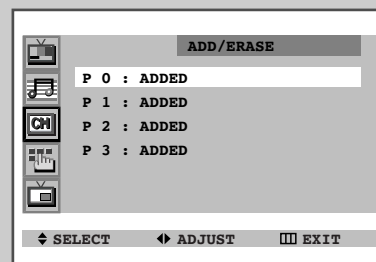 ADD/ERASE
P 0 : ADDED
P 1 : ADDED
CH
P 2 : ADDED
P 3 : ADDED
SELECT ADJUST EXIT